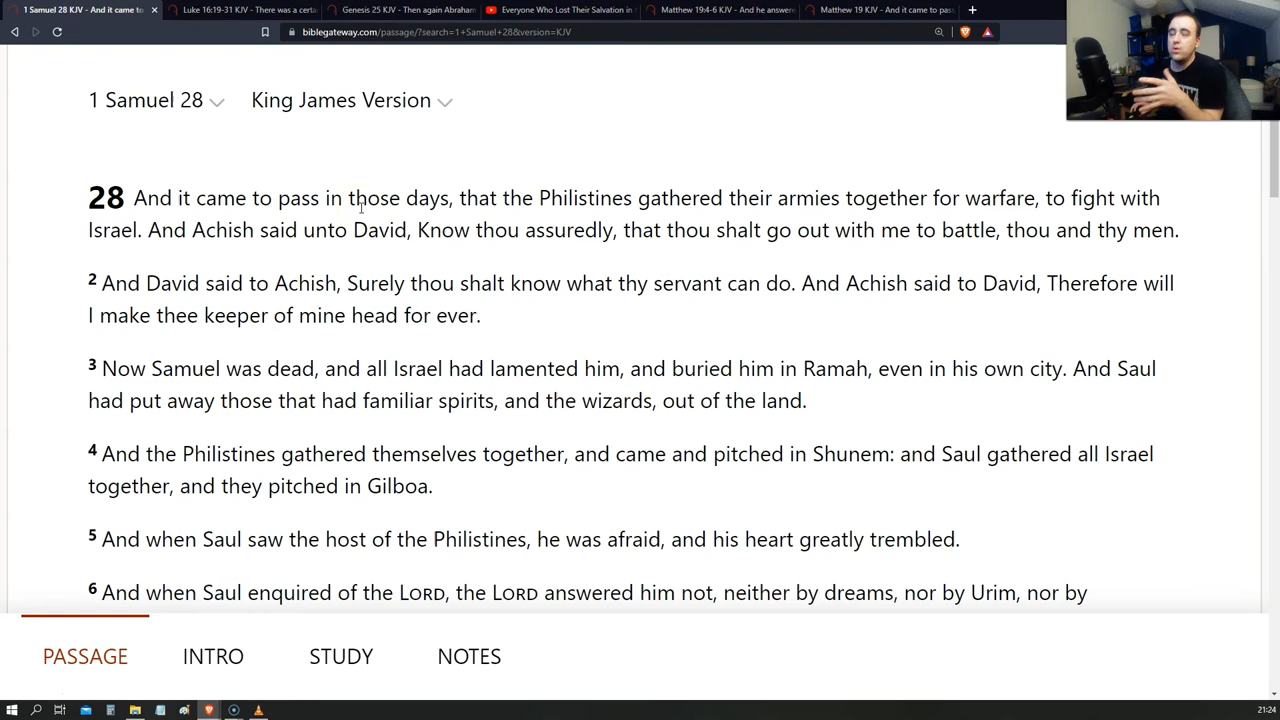 1 Samuel 28 KJV - And it came to
Luke 16:19-31 KJV - There was a certa
Genesis 25 KJV - Then again Abraham
Everyone Who Lost Their Salvation in
Matthew 19:4-6 KJV - And he answere
Matthew 19 KJV - And it came to pas
biblegateway.com/passage/?search=1+Samuel+28&version=KJV
1 Samuel 28 King James Version
28 And it came to pass in those days, that the Philistines gathered their armies together for warfare, to fight with
Israel. And Achish said unto David, Know thou assuredly, that thou shalt go out with me to battle, thou and thy men.
2 And David said to Achish, Surely thou shalt know what thy servant can do. And Achish said to David, Therefore will
I make thee keeper of mine head for ever.
3 Now Samuel was dead, and all Israel had lamented him, and buried him in Ramah, even in his own city. And Saul
had put away those that had familiar spirits, and the wizards, out of the land.
4 And the Philistines gathered themselves together, and came and pitched in Shunem: and Saul gathered all Israel
together, and they pitched in Gilboa.
5 And when Saul saw the host of the Philistines, he was afraid, and his heart greatly trembled.
6 And when Saul enquired of the LORD, the LORD answered him not, neither by dreams, nor by Urim, nor by
PASSAGE INTRO STUDY NOTES
21:24